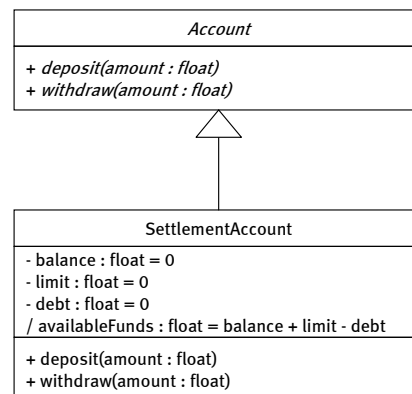 Account
+ deposit(amount : float)
+ withdraw(amount : float)
SettlementAccount
- balance : float = 0
- limit : float = 0
- debt : float = 0
/ availableFunds : float = balance + limit - debt
+ deposit(amount : float)
+ withdraw(amount : float)